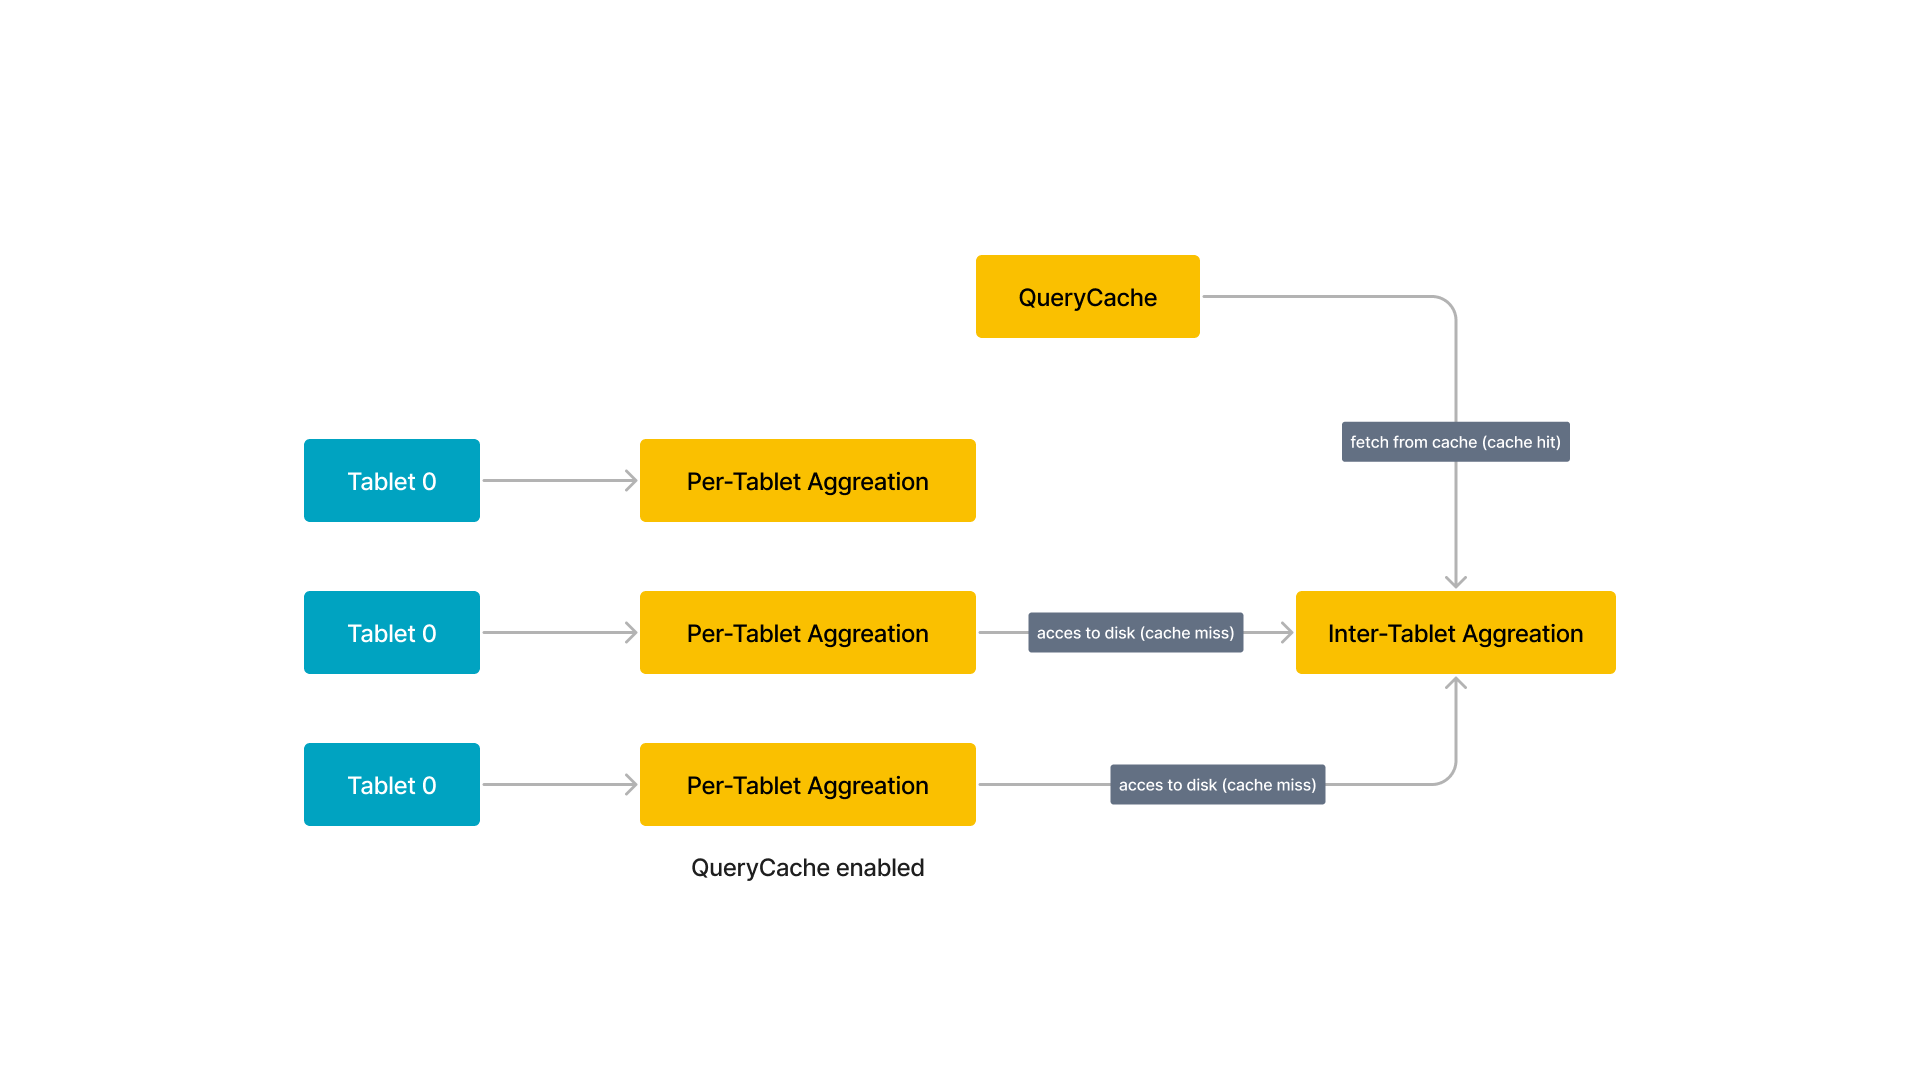 QueryCache
fetch from cache (cache hit)
Tablet 0
Per-Tablet Aggreation
Tablet 0
Per-Tablet Aggreation
acces to disk (cache miss)
Inter-Tablet Aggreation
Tablet 0
Per-Tablet Aggreation
acces to disk (cache miss)
QueryCache enabled